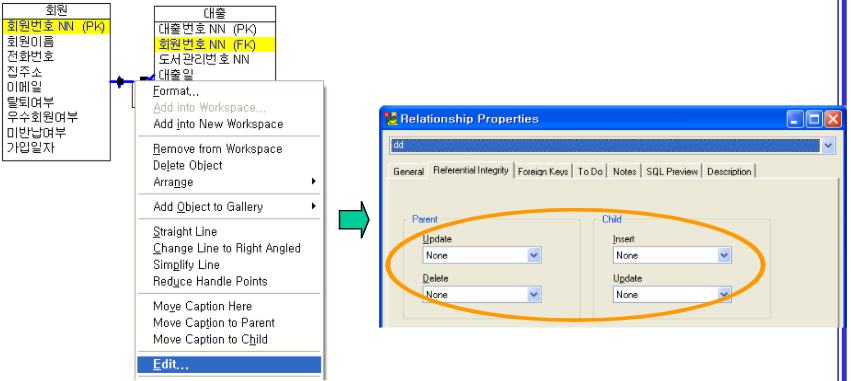 회원
회원번호 NN (PK)
회원이름
전화번호
집주소
이메일
탈퇴여부
우수회원여부
미반납여부
가입일자
대출
대출번호 NN (PK)
회원번호 NN (FK)
도서관리번호 NN
대출일
Format...
Add into Workspace...
Add into New Workspace
Remove from Workspace
Delete Object
Arrange
Add Object to Gallery
Straight Line
Change Line to Right Angled
Simplify Line
Reduce Handle Points
Move Caption Here
Move Caption to Parent
Move Caption to Child
Edit...
Relationship Properties
dd
General Referential Integrity Foreign Keys To Do Notes SQL Preview Description
Parent Child
Update Insert
None None
Delete Update
None None